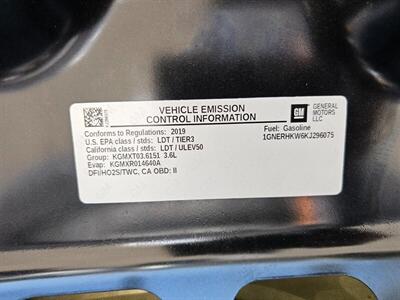 VEHICLE EMISSION
CONTROL INFORMATION
GM
GENERAL
MOTORS
LLC
Conforms to Regulations: 2019
Fuel: Gasoline
U.S. EPA class / stds: LDT / TIER3
1GNERHKW6KJ296075
California class / stds: LDT / ULEV50
Group: KGMXT03.6151 3.6L
Evap: KGMXR014640A
DFI/HO2S/TWC, CA OBD: II